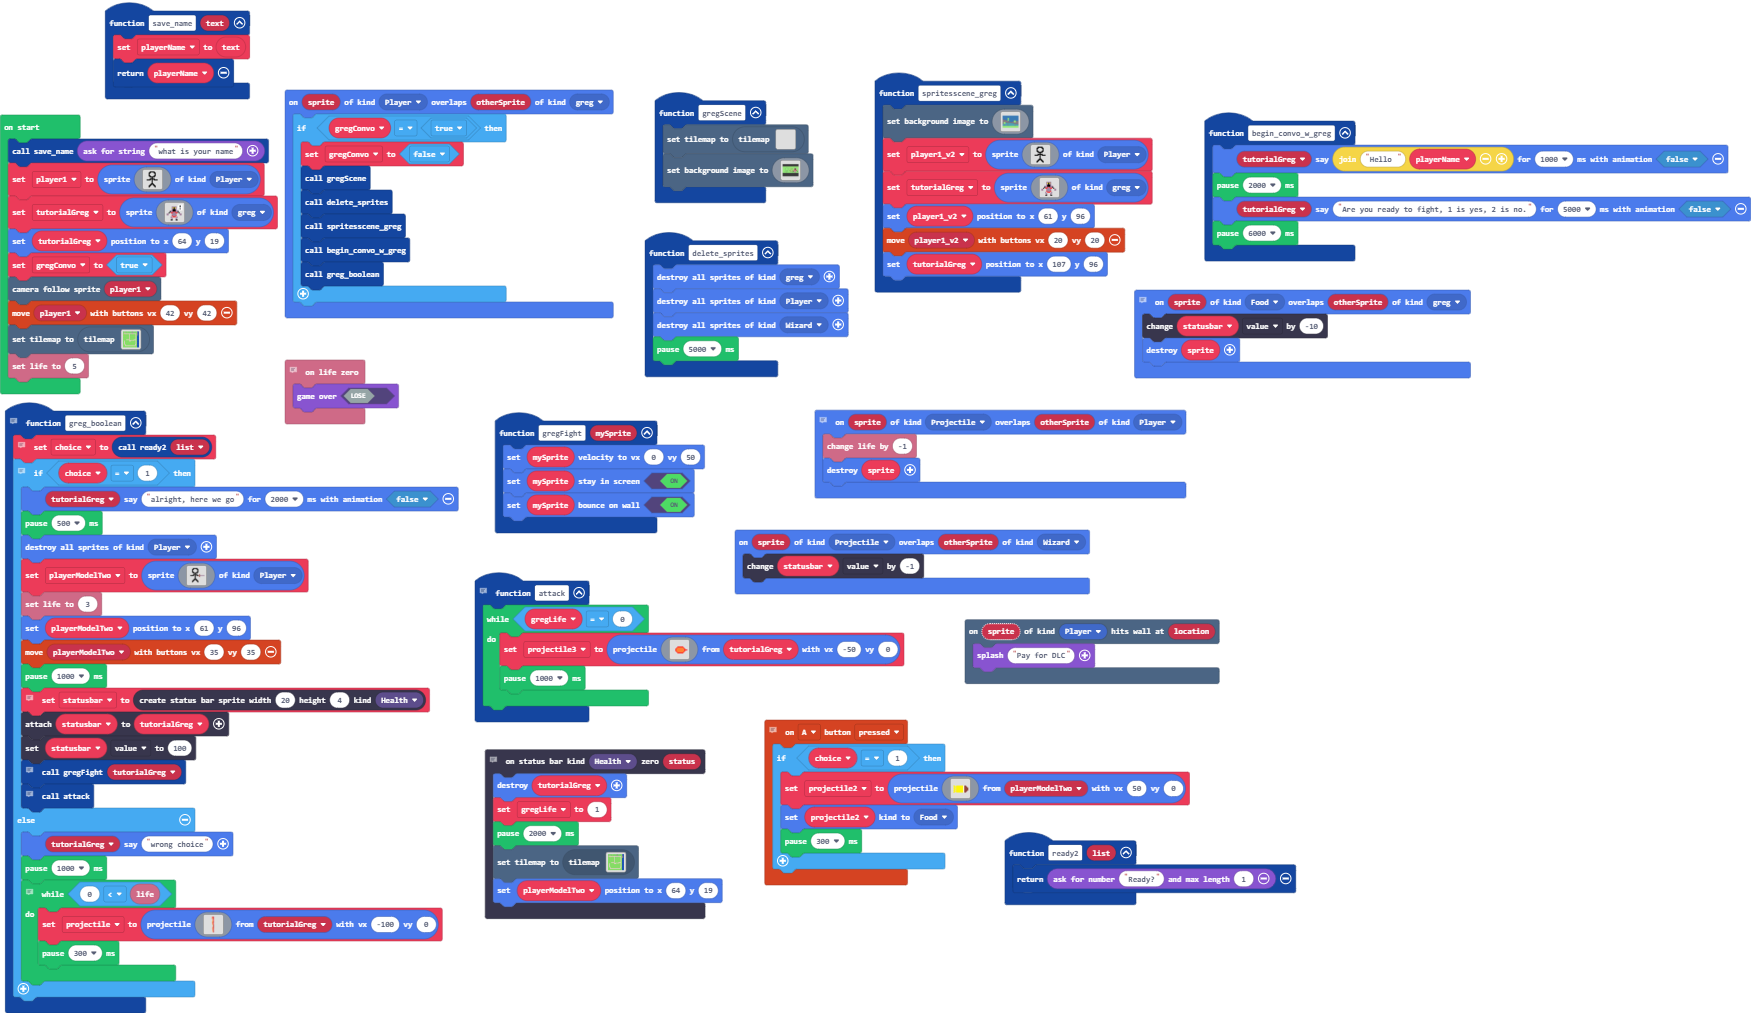 function save_name text
set playerName to text
return playerName
on start
call save_name ask for string "what is your name"
set player1 to sprite of kind Player
set tutorialGreg to sprite of kind greg
set tutorialGreg position to x 64 y 19
set gregConvo to true
camera follow sprite player1
move player1 with buttons vx 42 vy 42
set tilemap to tilemap
set life to 5
on sprite of kind Player overlaps otherSprite of kind greg
if gregConvo = true then
set gregConvo to false
call gregScene
call delete_sprites
call spritesscene_greg
call begin_convo_w_greg
call greg_boolean
on life zero
game over LOSE
function gregScene
set tilemap to tilemap
set background image to
function delete_sprites
destroy all sprites of kind greg
destroy all sprites of kind Player
destroy all sprites of kind Wizard
pause 5000 ms
function spritesscene_greg
set background image to
set player1_v2 to sprite of kind Player
set tutorialGreg to sprite of kind greg
set player1_v2 position to x 61 y 96
move player1_v2 with buttons vx 20 vy 20
set tutorialGreg position to x 107 y 96
function begin_convo_w_greg
tutorialGreg say join "Hello " playerName for 1000 ms with animation false
pause 2000 ms
tutorialGreg say "Are you ready to fight, 1 is yes, 2 is no." for 5000 ms with animation false
pause 6000 ms
on sprite of kind Food overlaps otherSprite of kind greg
change statusbar value by -10
destroy sprite
function greg_boolean
set choice to call ready2 list
if choice = 1 then
tutorialGreg say "alright, here we go" for 2000 ms with animation false
pause 500 ms
destroy all sprites of kind Player
set playerModelTwo to sprite of kind Player
set life to 3
set playerModelTwo position to x 61 y 96
move playerModelTwo with buttons vx 35 vy 35
pause 1000 ms
set statusbar to create status bar sprite width 20 height 4 kind Health
attach statusbar to tutorialGreg
set statusbar value to 100
call gregFight tutorialGreg
call attack
else
tutorialGreg say "wrong choice"
pause 1000 ms
while 0 < life
do
set projectile to projectile from tutorialGreg with vx -100 vy 0
pause 300 ms
function gregFight mySprite
set mySprite velocity to vx 0 vy 50
set mySprite stay in screen ON
set mySprite bounce on wall ON
function attack
while gregLife = 0
do
set projectile3 to projectile from tutorialGreg with vx -50 vy 0
pause 1000 ms
on status bar kind Health zero status
destroy tutorialGreg
set gregLife to 1
pause 2000 ms
set tilemap to tilemap
set playerModelTwo position to x 64 y 19
on sprite of kind Projectile overlaps otherSprite of kind Player
change life by -1
destroy sprite
on sprite of kind Projectile overlaps otherSprite of kind Wizard
change statusbar value by -1
on sprite of kind Player hits wall at location
splash "Pay for DLC"
on A button pressed
if choice = 1 then
set projectile2 to projectile from playerModelTwo with vx 50 vy 0
set projectile2 kind to Food
pause 300 ms
function ready2 list
return ask for number "Ready?" and max length 1